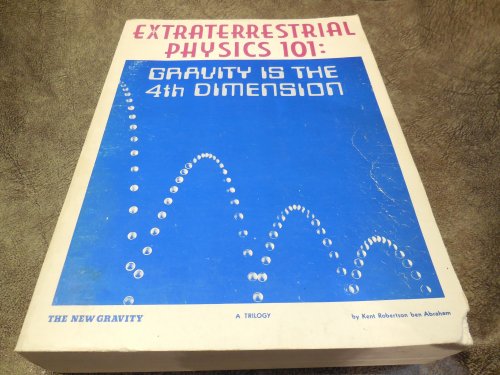 EXTRATERRESTRIAL
PHYSICS 101:
GRAVITY IS THE
4th DIMENSION
THE NEW GRAVITY A TRILOGY by Kent Robertson ben Abraham